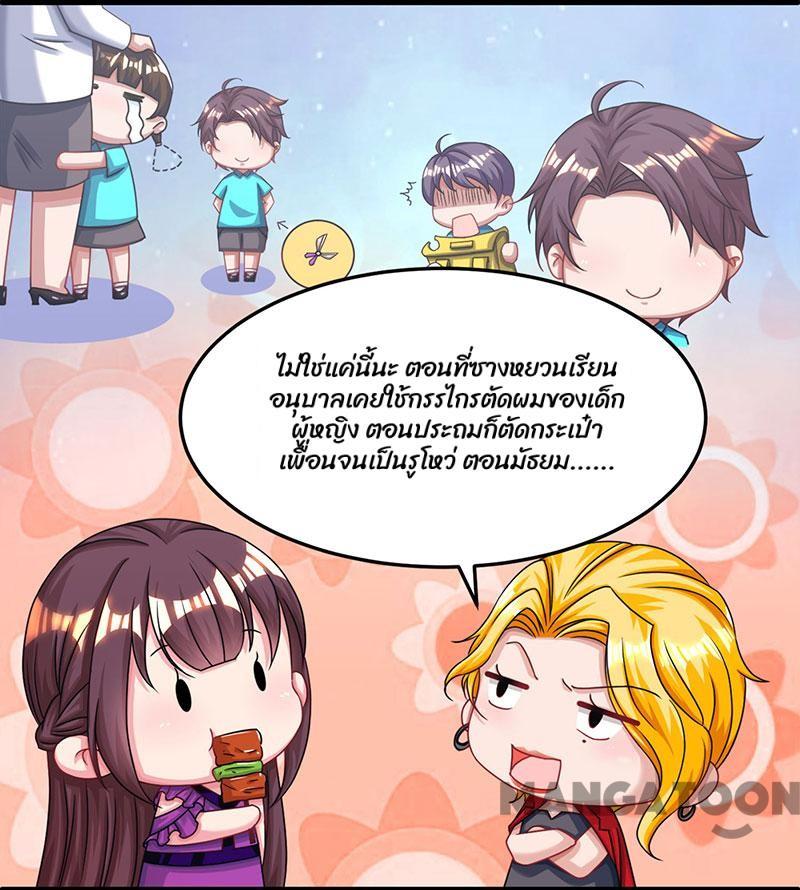 ไม่ใช่แค่นี้นะ ตอนที่ซางหยวนเรียน
อนุบาลเคยใช้กรรไกรตัดผมของเด็ก
ผู้หญิง ตอนประถมก็ตัดกระเป๋า
เพื่อนจนเป็นรูโหว่ ตอนมัธยม......
MANGATOON